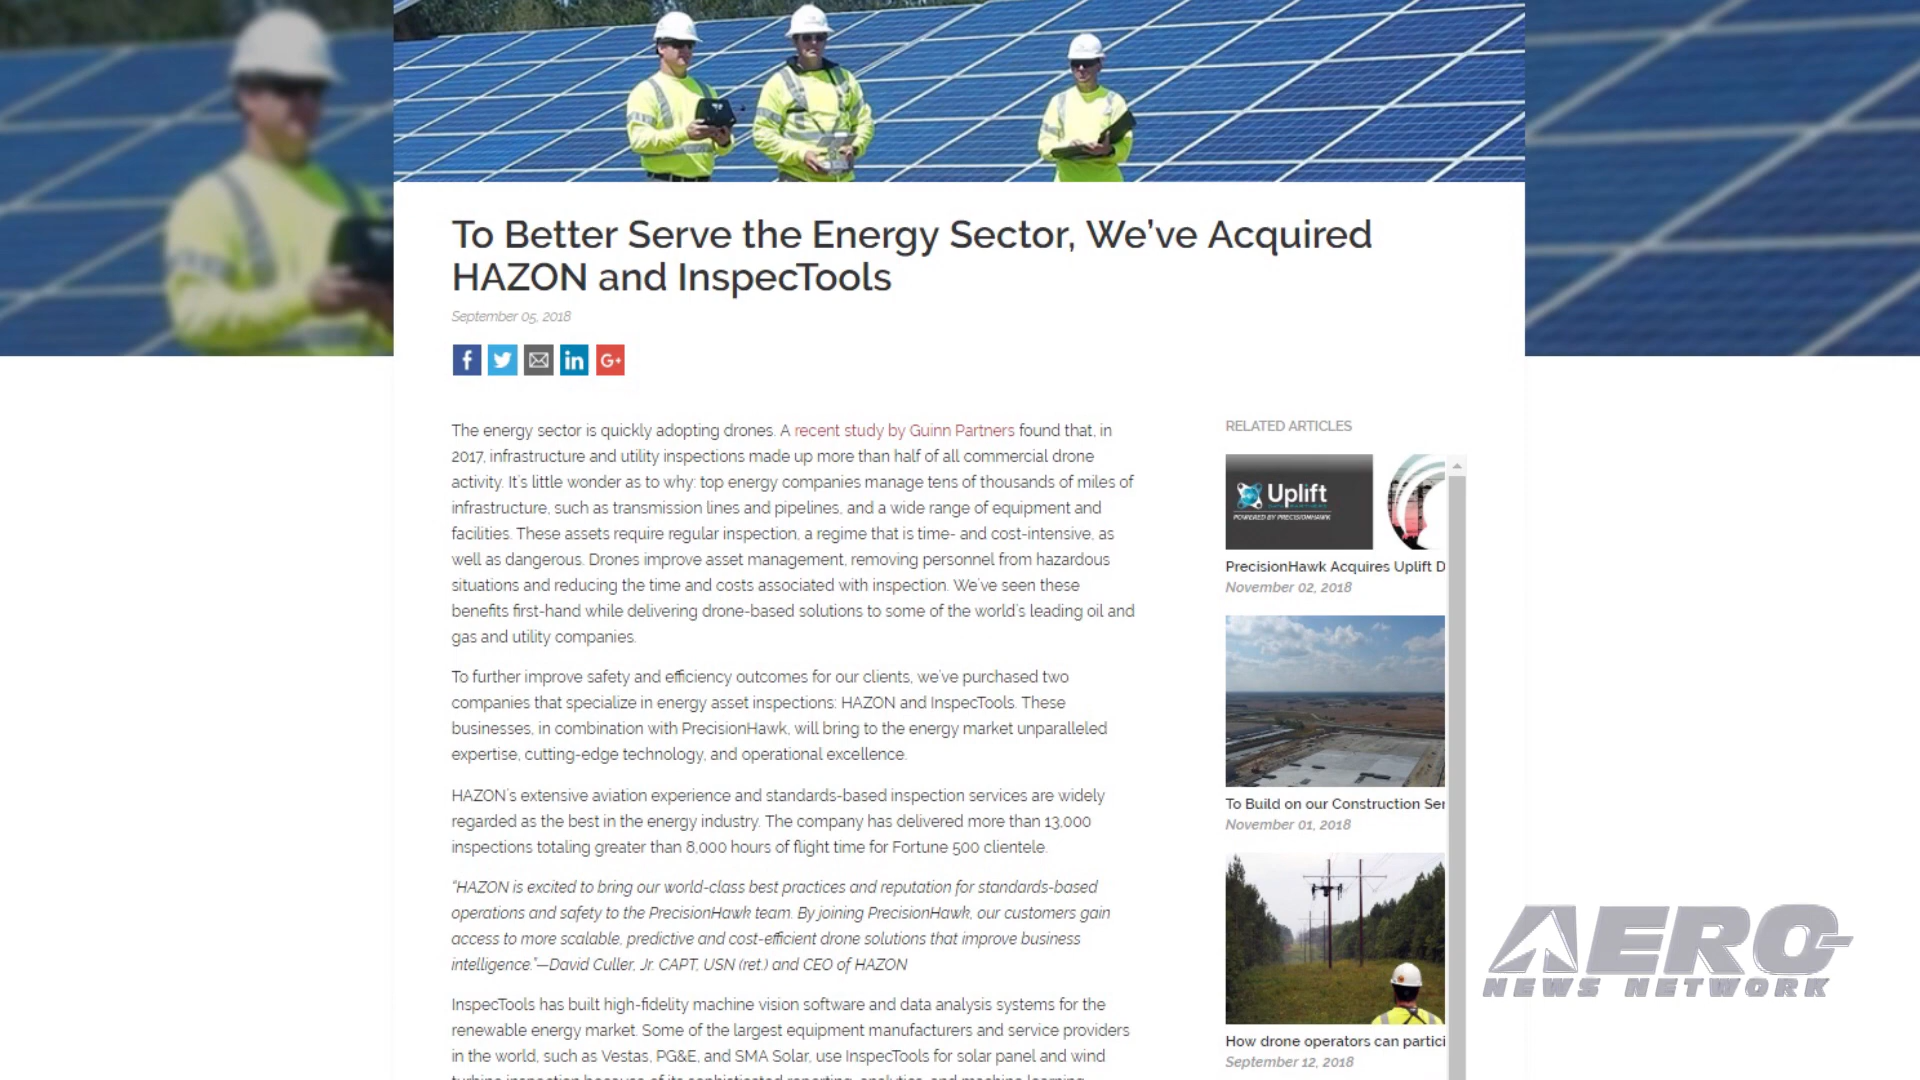 To Better Serve the Energy Sector, We've Acquired
HAZON and InspecTools
September 05, 2018
f
in
G+
The energy sector is quickly adopting drones. A recent study by Guinn Partners found that, in
2017, infrastructure and utility inspections made up more than half of all commercial drone
activity. It's little wonder as to why: top energy companies manage tens of thousands of miles of
infrastructure, such as transmission lines and pipelines, and a wide range of equipment and
facilities. These assets require regular inspection, a regime that is time- and cost-intensive, as
well as dangerous. Drones improve asset management, removing personnel from hazardous
situations and reducing the time and costs associated with inspection. We've seen these
benefits first-hand while delivering drone-based solutions to some of the world's leading oil and
gas and utility companies.
To further improve safety and efficiency outcomes for our clients, we've purchased two
companies that specialize in energy asset inspections: HAZON and InspecTools. These
businesses, in combination with PrecisionHawk, will bring to the energy market unparalleled
expertise, cutting-edge technology, and operational excellence.
HAZON's extensive aviation experience and standards-based inspection services are widely
regarded as the best in the energy industry. The company has delivered more than 13,000
inspections totaling greater than 8,000 hours of flight time for Fortune 500 clientele.
"HAZON is excited to bring our world-class best practices and reputation for standards-based
operations and safety to the PrecisionHawk team. By joining PrecisionHawk, our customers gain
access to more scalable, predictive and cost-efficient drone solutions that improve business
intelligence."—David Culler, Jr. CAPT, USN (ret.) and CEO of HAZON
InspecTools has built high-fidelity machine vision software and data analysis systems for the
renewable energy market. Some of the largest equipment manufacturers and service providers
in the world, such as Vestas, PG&E, and SMA Solar, use InspecTools for solar panel and wind
turbine inspection because of its sophisticated reporting, analytics, and machine learning
RELATED ARTICLES
Uplift
POWERED BY PRECISIONHAWK
PrecisionHawk Acquires Uplift D
November 02, 2018
To Build on our Construction Ser
November 01, 2018
How drone operators can partici
September 12, 2018
AERO-
NEWS NETWORK